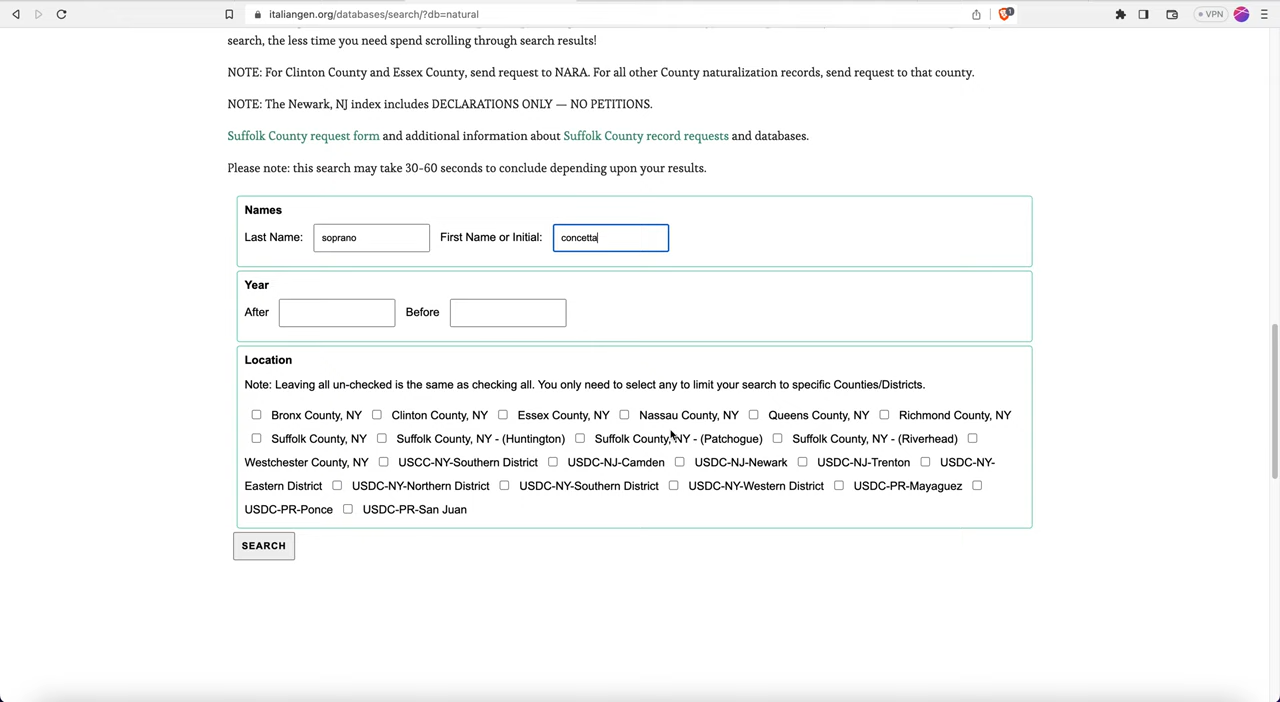 italiangen.org/databases/search/?db=natural
1
VPN
search, the less time you need spend scrolling through search results!
NOTE: For Clinton County and Essex County, send request to NARA. For all other County naturalization records, send request to that county.
NOTE: The Newark, NJ index includes DECLARATIONS ONLY — NO PETITIONS.
Suffolk County request form and additional information about Suffolk County record requests and databases.
Please note: this search may take 30-60 seconds to conclude depending upon your results.
Names
Last Name: soprano First Name or Initial: concetta
Year
After Before
Location
Note: Leaving all un-checked is the same as checking all. You only need to select any to limit your search to specific Counties/Districts.
Bronx County, NY Clinton County, NY Essex County, NY Nassau County, NY Queens County, NY Richmond County, NY
Suffolk County, NY Suffolk County, NY - (Huntington) Suffolk County, NY - (Patchogue) Suffolk County, NY - (Riverhead)
Westchester County, NY USCC-NY-Southern District USDC-NJ-Camden USDC-NJ-Newark USDC-NJ-Trenton USDC-NY-
Eastern District USDC-NY-Northern District USDC-NY-Southern District USDC-NY-Western District USDC-PR-Mayaguez
USDC-PR-Ponce USDC-PR-San Juan
SEARCH